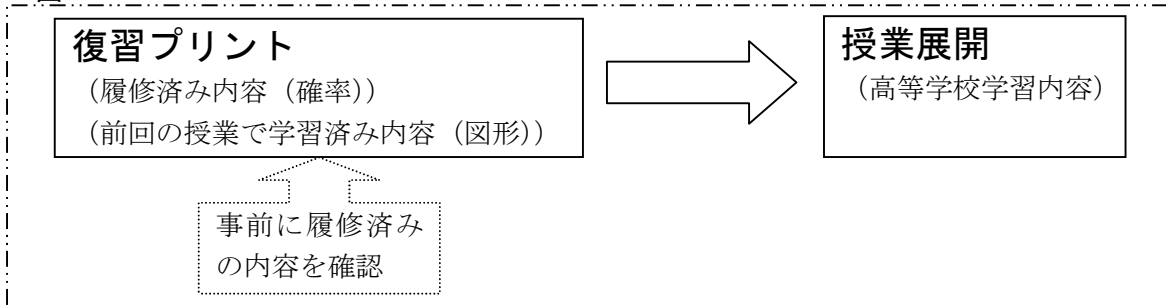 復習プリント
（履修済み内容（確率））
（前回の授業で学習済み内容（図形））
授業展開
（高等学校学習内容）
事前に履修済み
の内容を確認